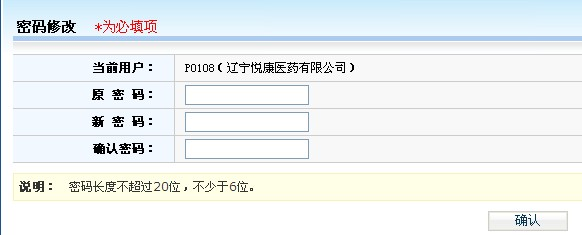 密码修改 *为必填项
当前用户： P0108（辽宁悦康医药有限公司）
原 密 码：
新 密 码：
确认密码：
说明： 密码长度不超过20位，不少于6位。
确认